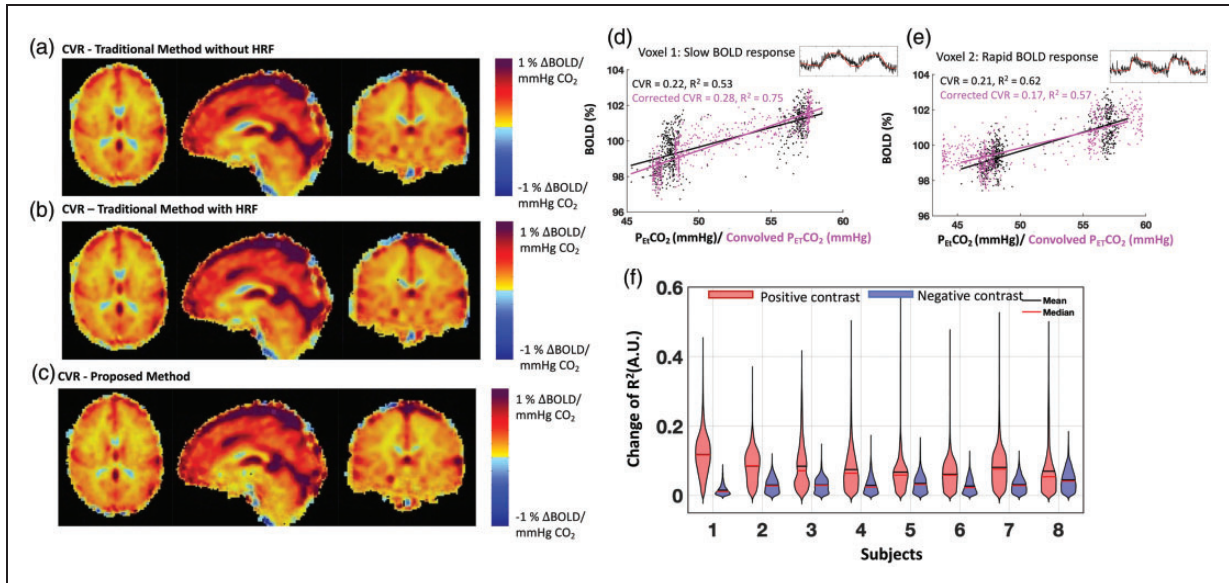 (a)
CVR - Traditional Method without HRF
1 % ΔBOLD/
mmHg CO2
-1 % ΔBOLD/
mmHg CO2
(b)
CVR – Traditional Method with HRF
1 % ΔBOLD/
mmHg CO2
-1 % ΔBOLD/
mmHg CO2
(c)
CVR - Proposed Method
1 % ΔBOLD/
mmHg CO2
-1 % ΔBOLD/
mmHg CO2
(d)
Voxel 1: Slow BOLD response
CVR = 0.22, R² = 0.53
Corrected CVR = 0.28, R² = 0.75
BOLD (%)
104
102
100
98
96
45
50
55
60
PEtCO2 (mmHg)/ Convolved PETCO2 (mmHg)
(e)
Voxel 2: Rapid BOLD response
CVR = 0.21, R² = 0.62
Corrected CVR = 0.17, R² = 0.57
BOLD (%)
104
102
100
98
96
45
50
55
60
PEtCO2 (mmHg)/ Convolved PETCO2 (mmHg)
(f)
Positive contrast
Negative contrast
Mean
Median
Change of R²(A.U.)
0.6
0.4
0.2
0
1 2 3 4 5 6 7 8
Subjects